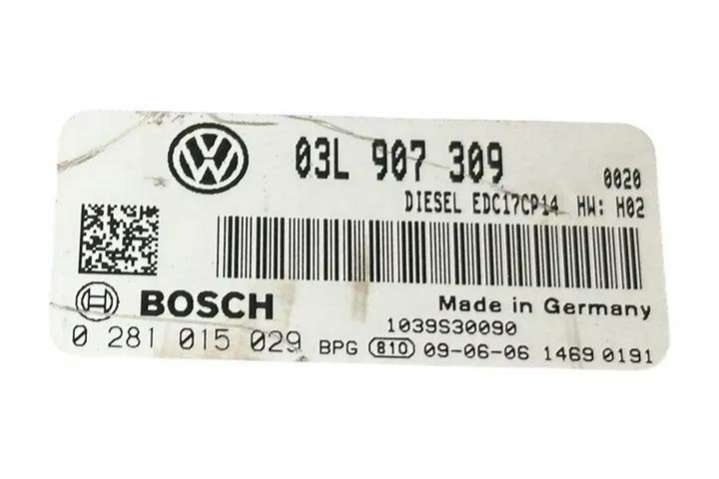 03L 907 309
0020
DIESEL EDC17CP14 HW: H02
BOSCH
Made in Germany
1039S30090
0 281 015 029 BPG 810 09-06-06 1469 0191